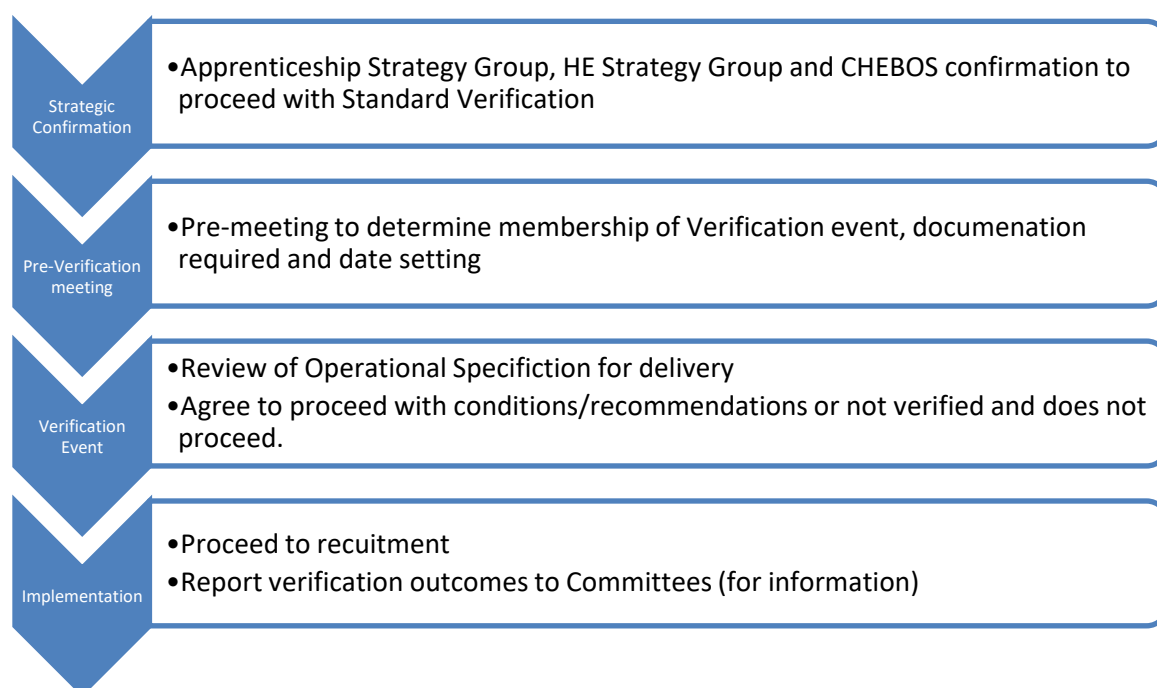 Strategic
Confirmation
•Apprenticeship Strategy Group, HE Strategy Group and CHEBOS confirmation to
proceed with Standard Verification
Pre-Verification
meeting
•Pre-meeting to determine membership of Verification event, documenation
required and date setting
Verification
Event
•Review of Operational Specifiction for delivery
•Agree to proceed with conditions/recommendations or not verified and does not
proceed.
Implementation
•Proceed to recuitment
•Report verification outcomes to Committees (for information)